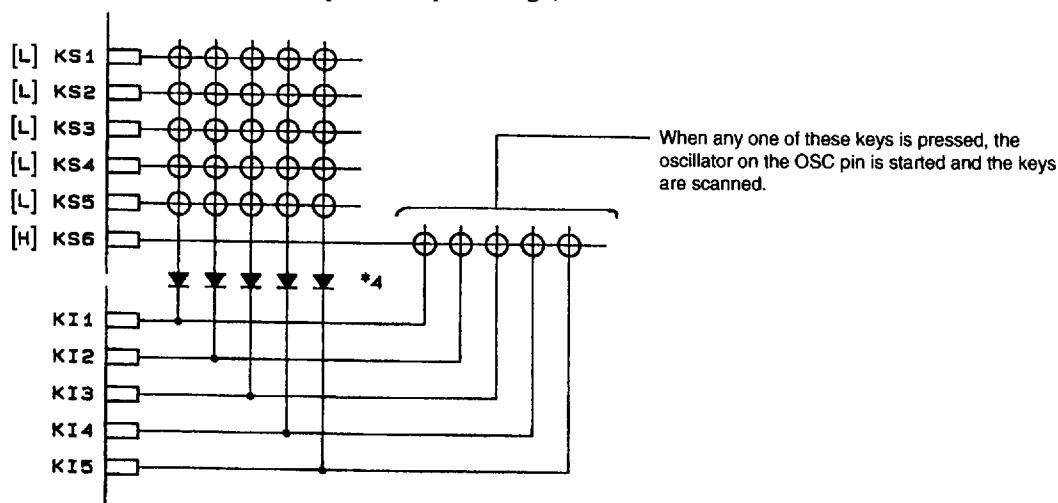 [L] KS1
[L] KS2
[L] KS3
[L] KS4
[L] KS5
[H] KS6
When any one of these keys is pressed, the
oscillator on the OSC pin is started and the keys
are scanned.
*4
KI1
KI2
KI3
KI4
KI5